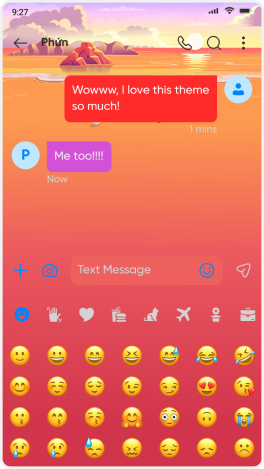 9:27
Phún
Wowww, I love this theme
so much!
1 mins
P
Me too!!!!
Now
Text Message